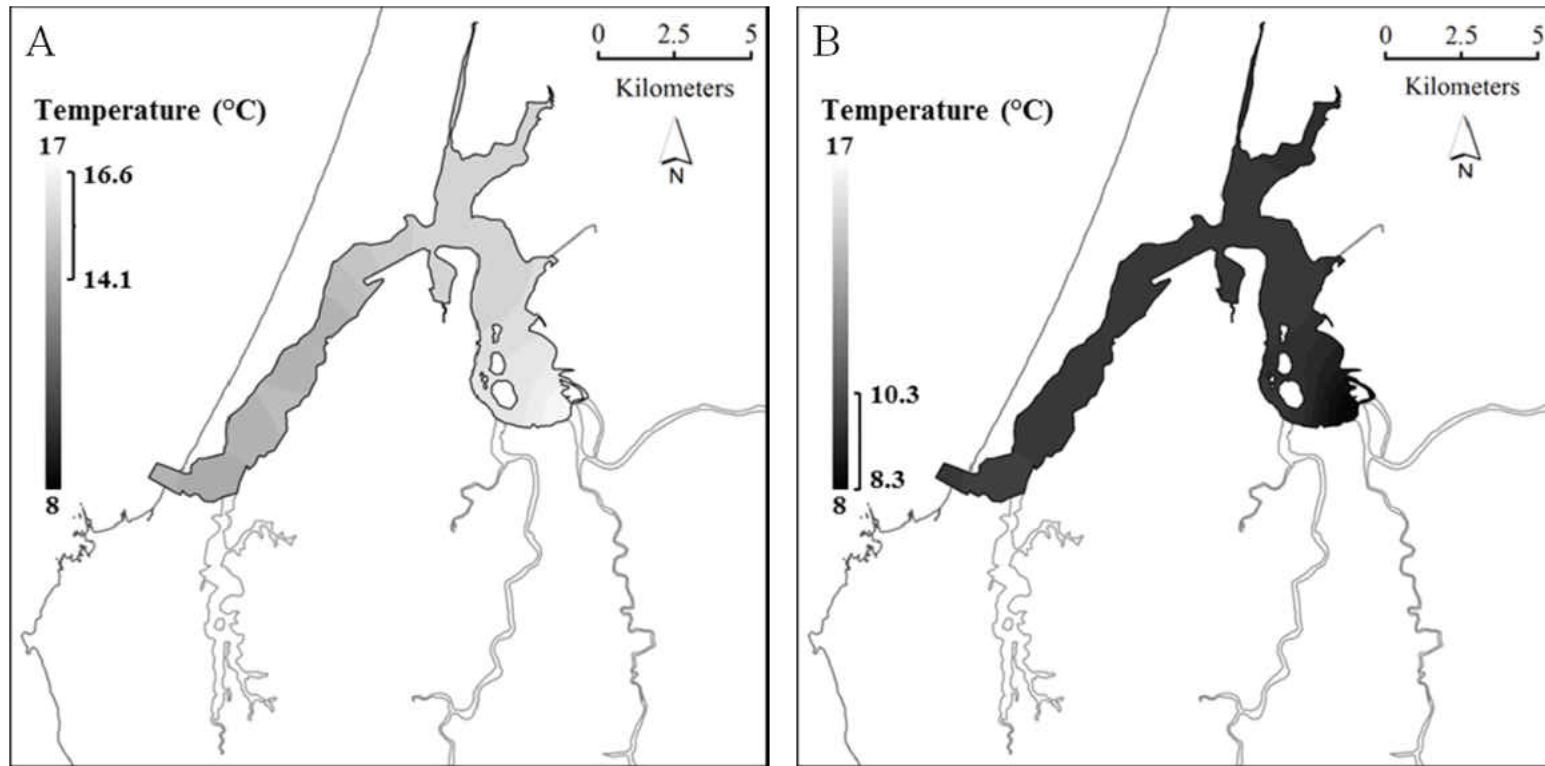 A
0 2.5 5
Kilometers
N
Temperature (°C)
17
16.6
14.1
8
B
0 2.5 5
Kilometers
N
Temperature (°C)
17
10.3
8.3
8